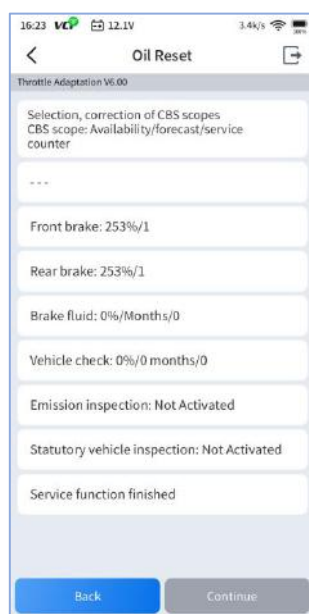 16:23 VCI 12.1V 3.4k/s
Oil Reset
Throttle Adaptation V6.00
Selection, correction of CBS scopes
CBS scope: Availability/forecast/service
counter
---
Front brake: 253%/1
Rear brake: 253%/1
Brake fluid: 0%/Months/0
Vehicle check: 0%/0 months/0
Emission inspection: Not Activated
Statutory vehicle inspection: Not Activated
Service function finished
Back Continue